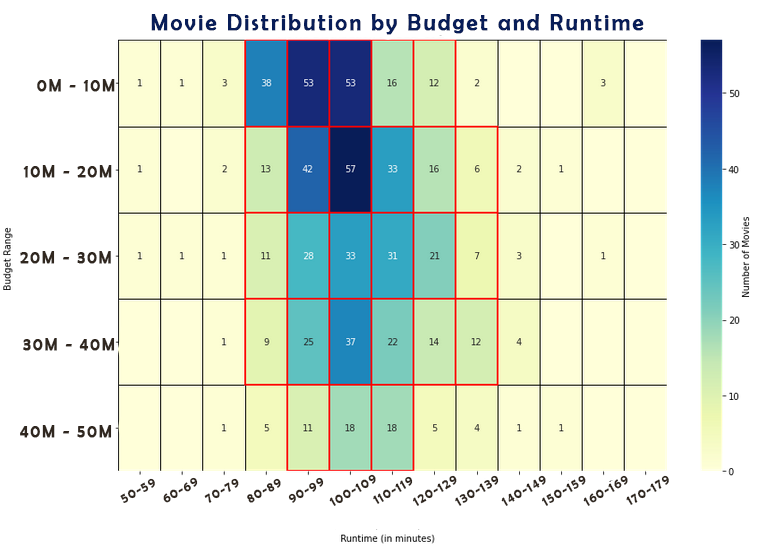 Movie Distribution by Budget and Runtime
0M - 10M 1 1 3 38 53 53 16 12 2 3
10M - 20M 1 2 13 42 57 33 16 6 2 1
20M - 30M 1 1 1 11 28 33 31 21 7 3 1
30M - 40M 1 9 25 37 22 14 12 4
40M - 50M 1 5 11 18 18 5 4 1 1
50-59 60-69 70-79 80-89 90-99 100-109 110-119 120-129 130-139 140-149 150-159 160-169 170-179
Runtime (in minutes)
Budget Range
50
40
30
20
10
0
Number of Movies